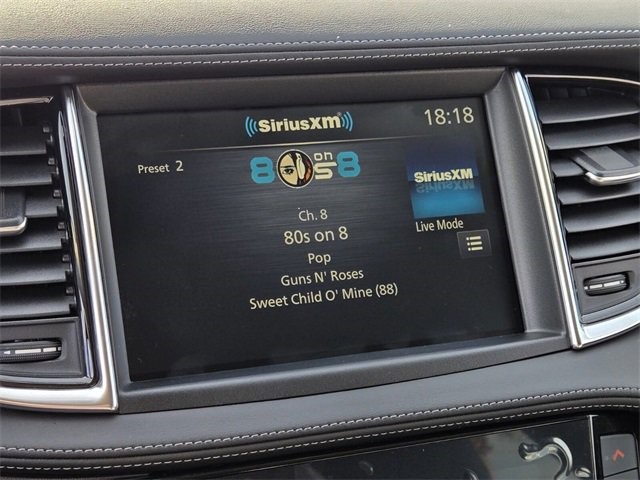 SiriusXM
18:18
Preset 2
80s on 8
SiriusXM
Ch. 8
80s on 8
Live Mode
Pop
Guns N' Roses
Sweet Child O' Mine (88)